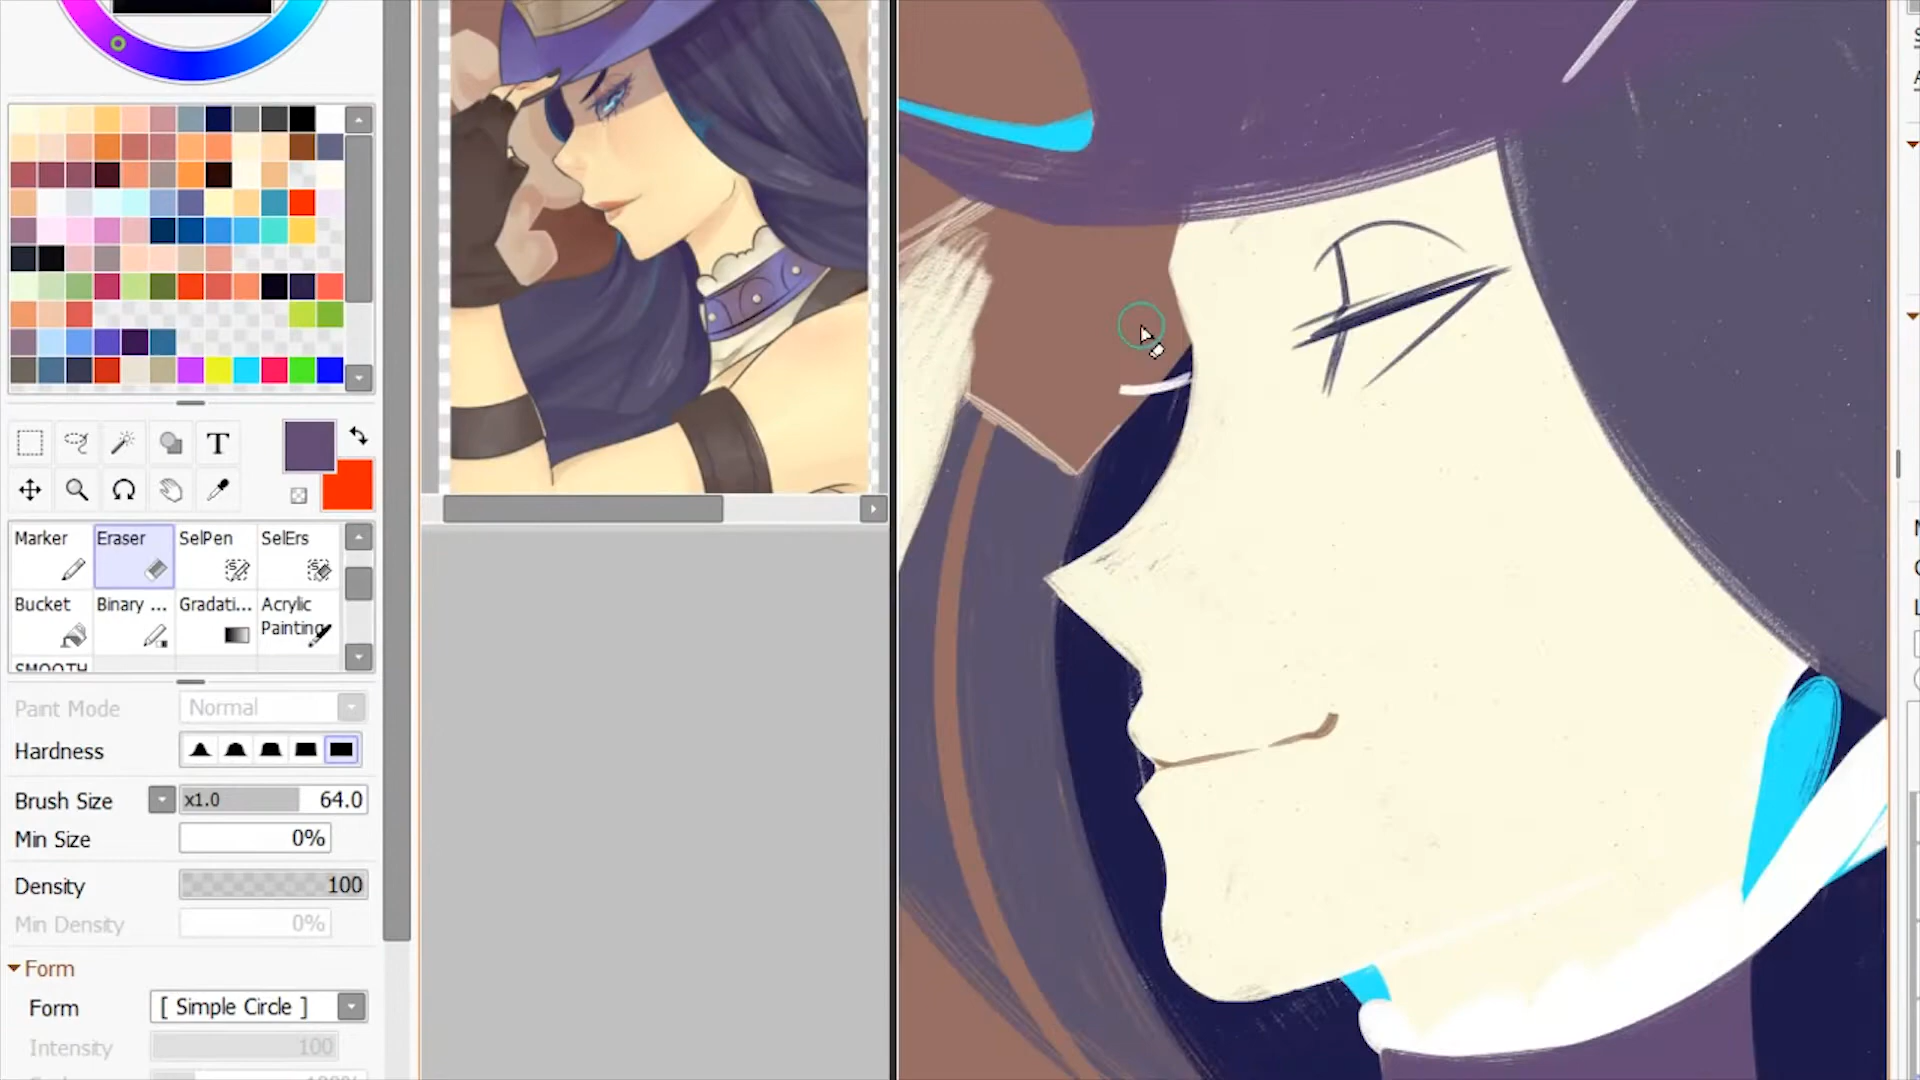 T
Marker Eraser SelPen SelErs
Bucket Binary ... Gradati... Acrylic
Painting
SMOOTH
Paint Mode Normal
Hardness
Brush Size x1.0 64.0
Min Size 0%
Density 100
Min Density 0%
Form
Form [ Simple Circle ]
Intensity 100